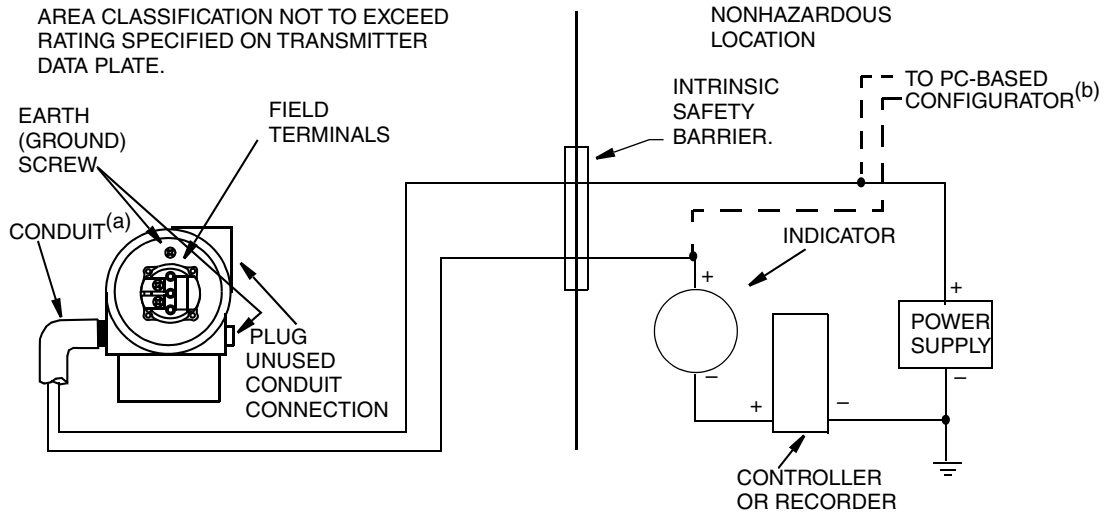 AREA CLASSIFICATION NOT TO EXCEED
RATING SPECIFIED ON TRANSMITTER
DATA PLATE.
NONHAZARDOUS
LOCATION
EARTH
(GROUND)
SCREW
FIELD
TERMINALS
INTRINSIC
SAFETY
BARRIER.
TO PC-BASED
CONFIGURATOR(b)
CONDUIT(a)
INDICATOR
+
+
POWER
SUPPLY
PLUG
UNUSED
CONDUIT
CONNECTION
–
–
+
–
CONTROLLER
OR RECORDER